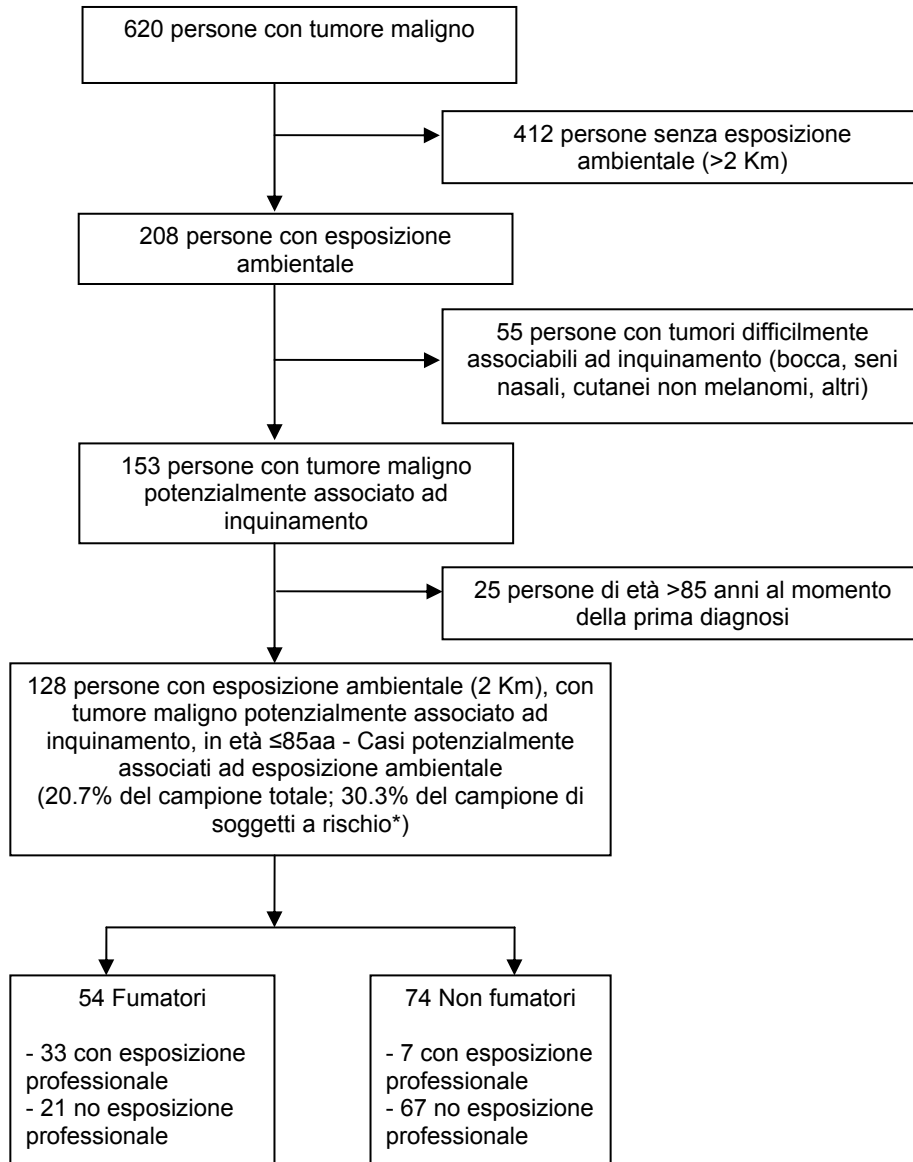 620 persone con tumore maligno
412 persone senza esposizione
ambientale (>2 Km)
208 persone con esposizione
ambientale
55 persone con tumori difficilmente
associabili ad inquinamento (bocca, seni
nasali, cutanei non melanomi, altri)
153 persone con tumore maligno
potenzialmente associato ad
inquinamento
25 persone di età >85 anni al momento
della prima diagnosi
128 persone con esposizione ambientale (2 Km), con
tumore maligno potenzialmente associato ad
inquinamento, in età ≤85aa - Casi potenzialmente
associati ad esposizione ambientale
(20.7% del campione totale; 30.3% del campione di
soggetti a rischio*)
54 Fumatori
- 33 con esposizione
professionale
- 21 no esposizione
professionale
74 Non fumatori
- 7 con esposizione
professionale
- 67 no esposizione
professionale